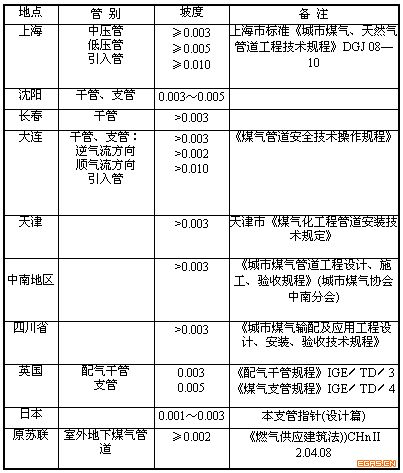 地点 管 别 坡度 备 注
上海 中压管 ≥0.003 上海市标准《城市煤气、天然气
低压管 ≥0.005 管道工程技术规程》DGJ 08—
引入管 ≥0.010 10
沈阳 干管、支管 0.003～0.005
长春 干管 >0.003
大连 干管、支管： >0.003 《煤气管道安全技术操作规程》
逆气流方向 >0.002
顺气流方向 >0.010
引入管
天津 >0.003 天津市《煤气化工程管道安装技
术规定》
中南地区 >0.003 《城市煤气管道工程设计、施
工、验收规程》(城市煤气协会
中南分会)
四川省 >0.003 《城市煤气输配及应用工程设
计、安装、验收技术规程》
英国 配气干管 0.003 《配气干管规程》IGE／TD／3
支管 0.005 《煤气支管规程》IGE／TD／4
日本 0.001～0.003 本支管指针(设计篇)
原苏联 室外地下煤气管 ≥0.002 《燃气供应建筑法))CHnII
道 2.04.08
EGAS.CN